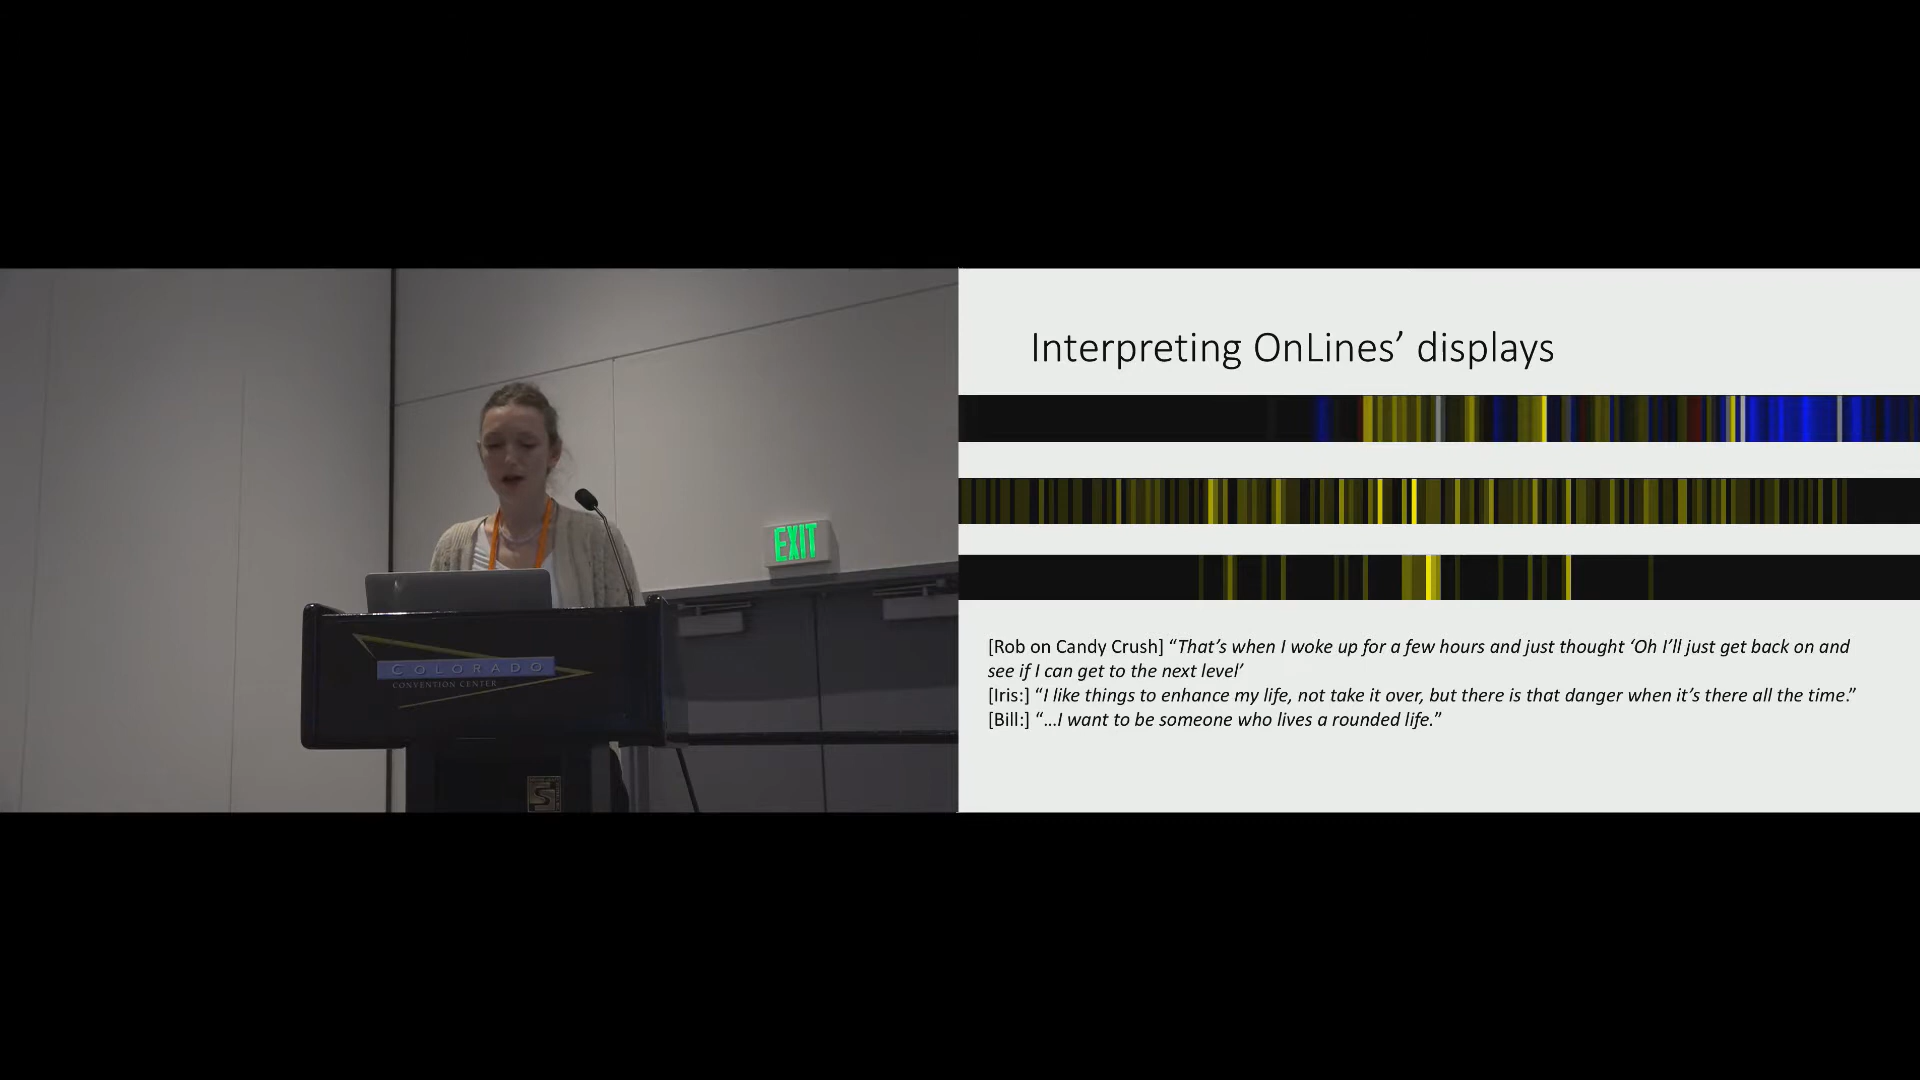 Interpreting OnLines’ displays
[Rob on Candy Crush] “That’s when I woke up for a few hours and just thought ‘Oh I’ll just get back on and
see if I can get to the next level’
[Iris:] “I like things to enhance my life, not take it over, but there is that danger when it’s there all the time.”
[Bill:] “…I want to be someone who lives a rounded life.”
EXIT
COLORADO
CONVENTION CENTER